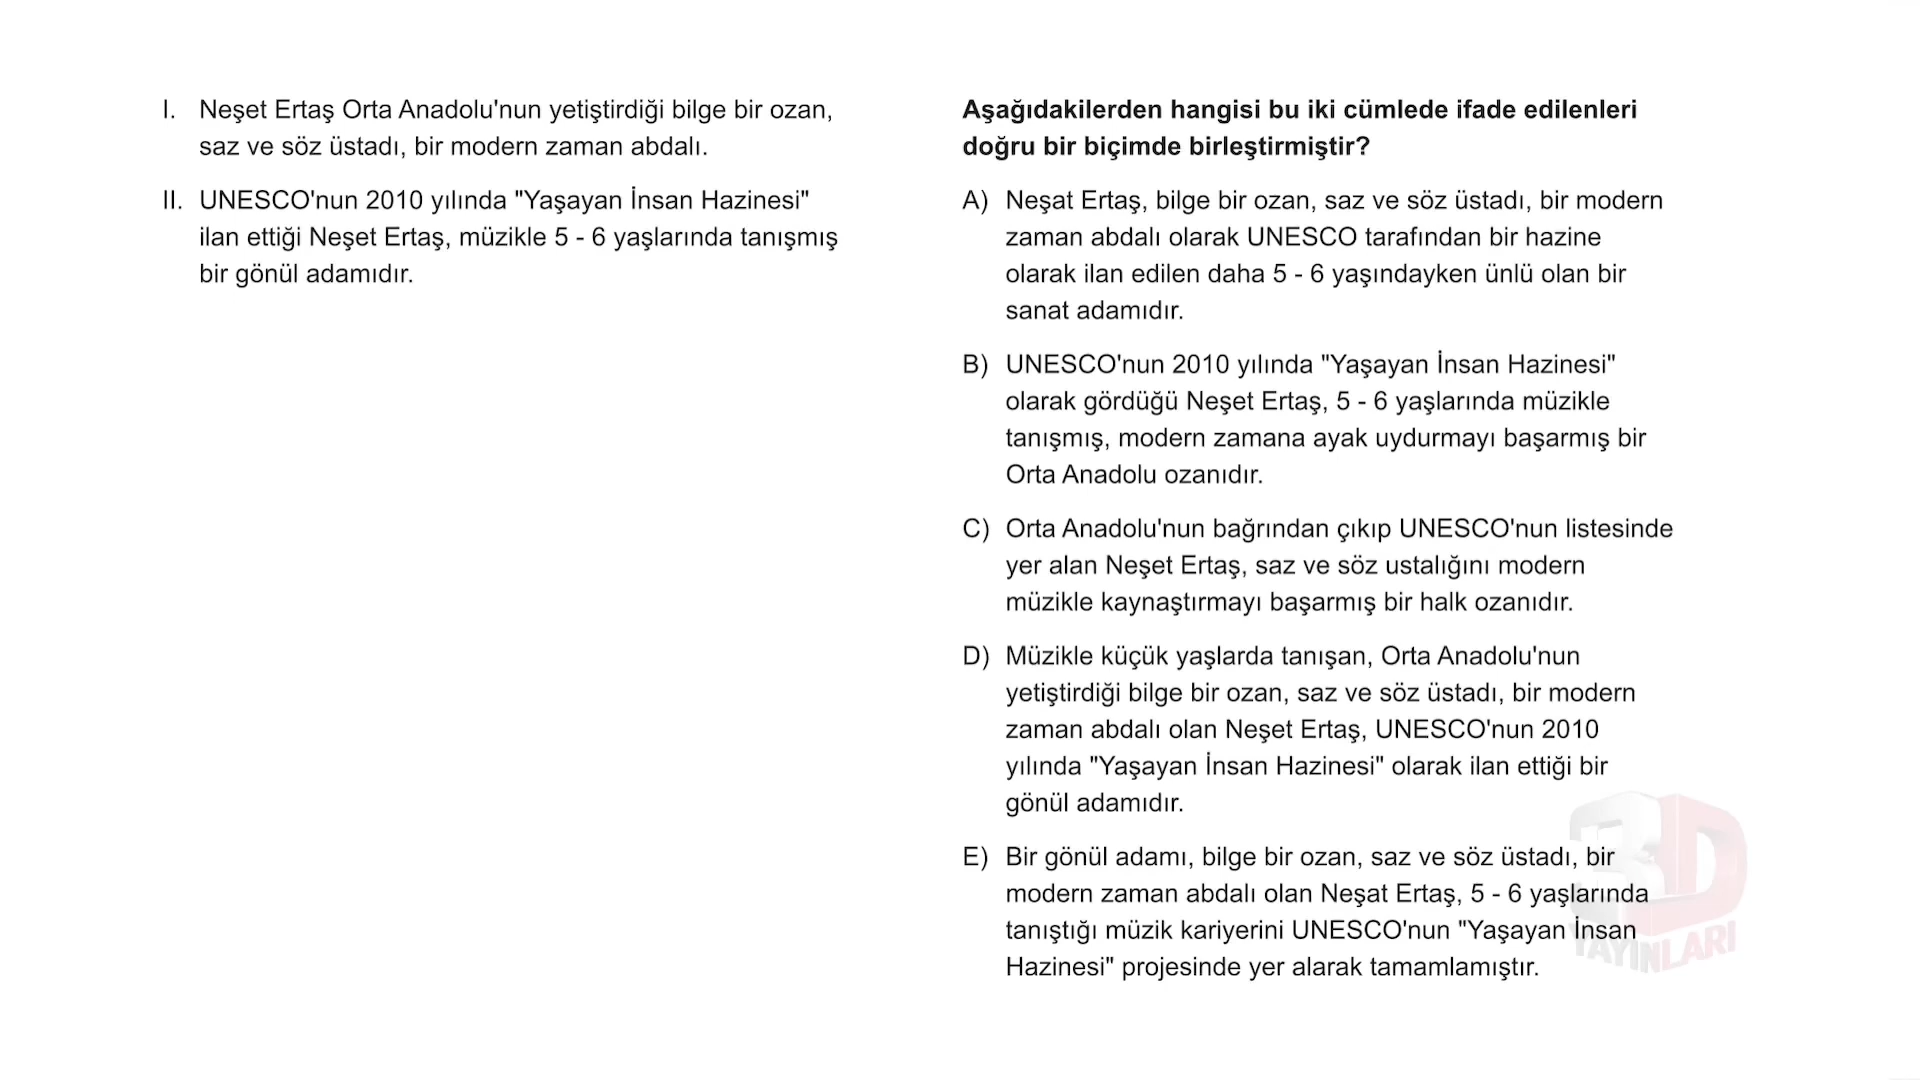 I. Neşet Ertaş Orta Anadolu'nun yetiştirdiği bilge bir ozan,
saz ve söz üstadı, bir modern zaman abdalı.
II. UNESCO'nun 2010 yılında "Yaşayan İnsan Hazinesi"
ilan ettiği Neşet Ertaş, müzikle 5 - 6 yaşlarında tanışmış
bir gönül adamıdır.
Aşağıdakilerden hangisi bu iki cümlede ifade edilenleri
doğru bir biçimde birleştirmiştir?
A) Neşat Ertaş, bilge bir ozan, saz ve söz üstadı, bir modern
zaman abdalı olarak UNESCO tarafından bir hazine
olarak ilan edilen daha 5 - 6 yaşındayken ünlü olan bir
sanat adamıdır.
B) UNESCO'nun 2010 yılında "Yaşayan İnsan Hazinesi"
olarak gördüğü Neşet Ertaş, 5 - 6 yaşlarında müzikle
tanışmış, modern zamana ayak uydurmayı başarmış bir
Orta Anadolu ozanıdır.
C) Orta Anadolu'nun bağrından çıkıp UNESCO'nun listesinde
yer alan Neşet Ertaş, saz ve söz ustalığını modern
müzikle kaynaştırmayı başarmış bir halk ozanıdır.
D) Müzikle küçük yaşlarda tanışan, Orta Anadolu'nun
yetiştirdiği bilge bir ozan, saz ve söz üstadı, bir modern
zaman abdalı olan Neşet Ertaş, UNESCO'nun 2010
yılında "Yaşayan İnsan Hazinesi" olarak ilan ettiği bir
gönül adamıdır.
E) Bir gönül adamı, bilge bir ozan, saz ve söz üstadı, bir
modern zaman abdalı olan Neşat Ertaş, 5 - 6 yaşlarında
tanıştığı müzik kariyerini UNESCO'nun "Yaşayan İnsan
Hazinesi" projesinde yer alarak tamamlamıştır.
3D
YAYINLARI